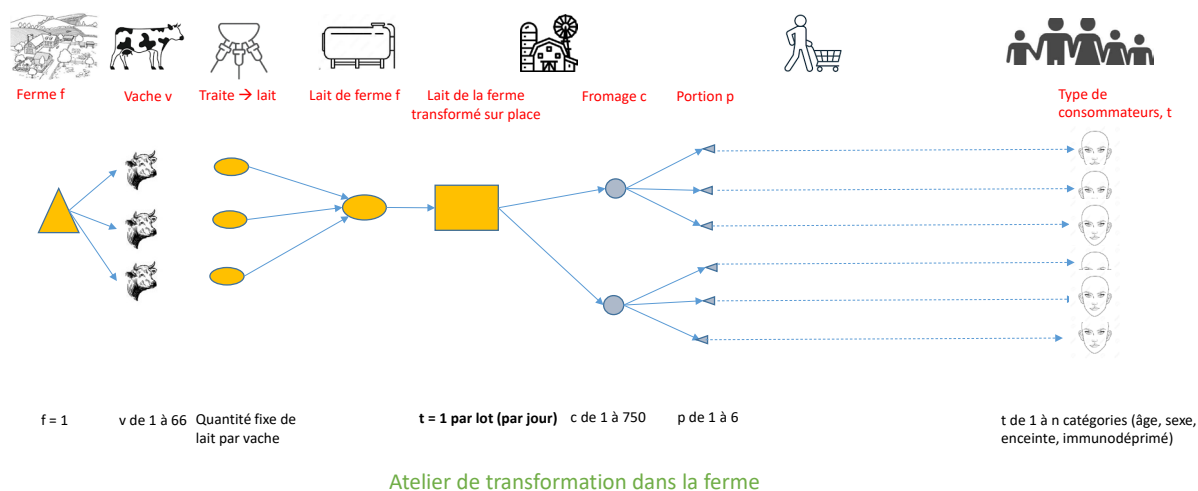 Ferme f
Vache v
Traite → lait
Lait de ferme f
Lait de la ferme
transformé sur place
Fromage c
Portion p
Type de
consommateurs, t
f = 1
v de 1 à 66
Quantité fixe de
lait par vache
t = 1 par lot (par jour)
c de 1 à 750
p de 1 à 6
t de 1 à n catégories (âge, sexe,
enceinte, immunodéprimé)
Atelier de transformation dans la ferme